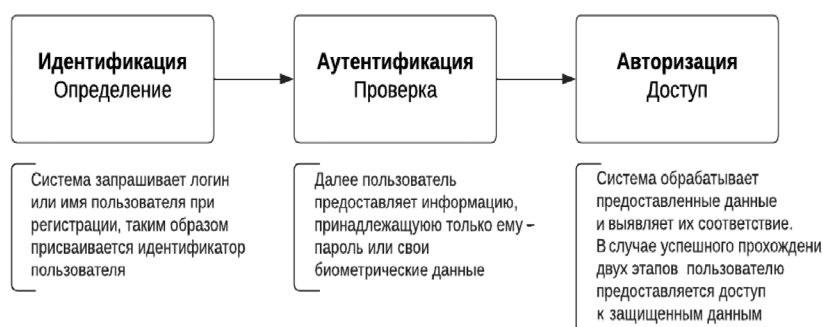 Идентификация
Определение
Аутентификация
Проверка
Авторизация
Доступ
Система запрашивает логин
или имя пользователя при
регистрации, таким образом
присваивается идентификатор
пользователя
Далее пользователь
предоставляет информацию,
принадлежащуюю только ему –
пароль или свои
биометрические данные
Система обрабатывает
предоставленные данные
и выявляет их соответствие.
В случае успешного прохождени
двух этапов пользователю
предоставляется доступ
к защищенным данным